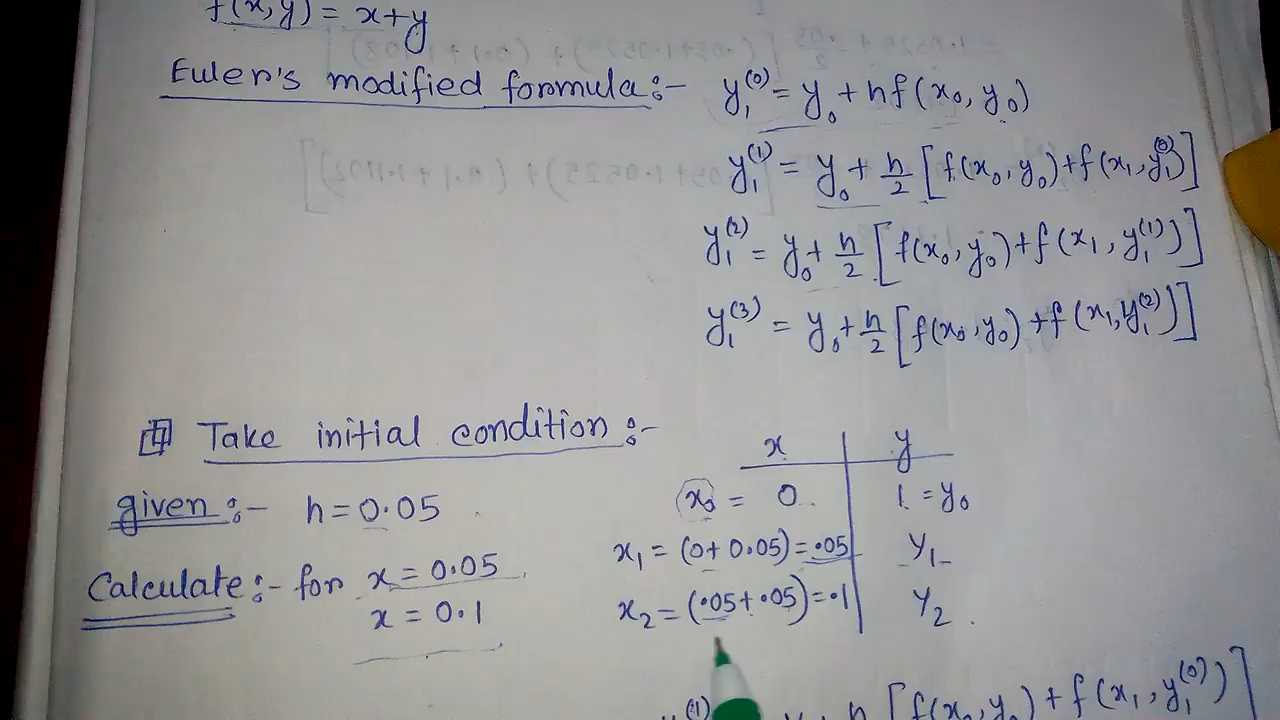 f(x,y) = x+y
Euler's modified formula:- y₁⁽⁰⁾ = y₀ + hf(x₀, y₀)
y₁⁽¹⁾ = y₀ + h/2 [f(x₀, y₀)+f(x₁, y₁⁽⁰⁾)]
y₁⁽²⁾ = y₀ + h/2 [f(x₀, y₀)+f(x₁, y₁⁽¹⁾)]
y₁⁽³⁾ = y₀ + h/2 [f(x₀, y₀)+f(x₁, y₁⁽²⁾)]
Take initial condition:-
x y
given:- h=0.05 x₀ = 0 1 = y₀
x₁ = (0+0.05)=.05 y₁
Calculate:- for x=0.05
x₂ = (.05+.05)=.1 y₂
x = 0.1
h [f(x₀, y₀) + f(x₁, y₁⁽⁰⁾)]